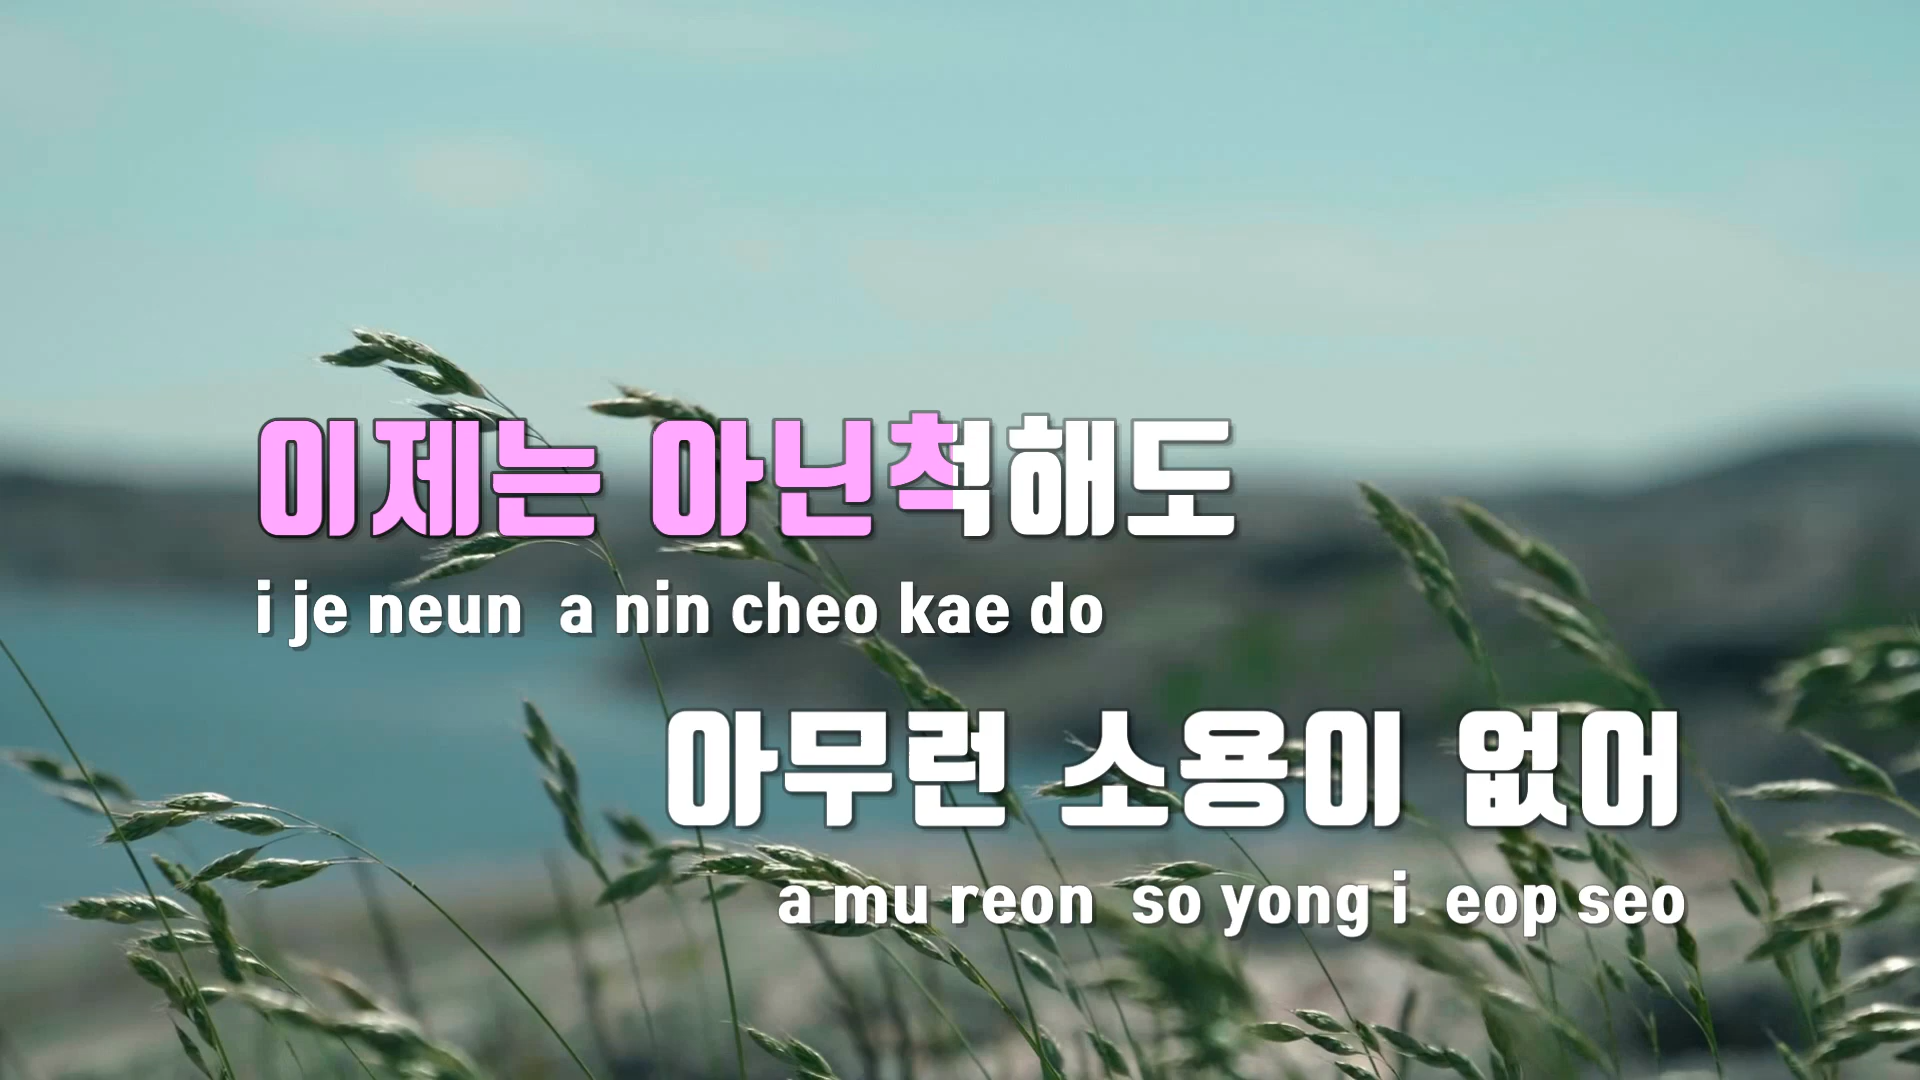 이제는 아닌척해도
i je neun a nin cheo kae do
아무런 소용이 없어
a mu reon so yong i eop seo